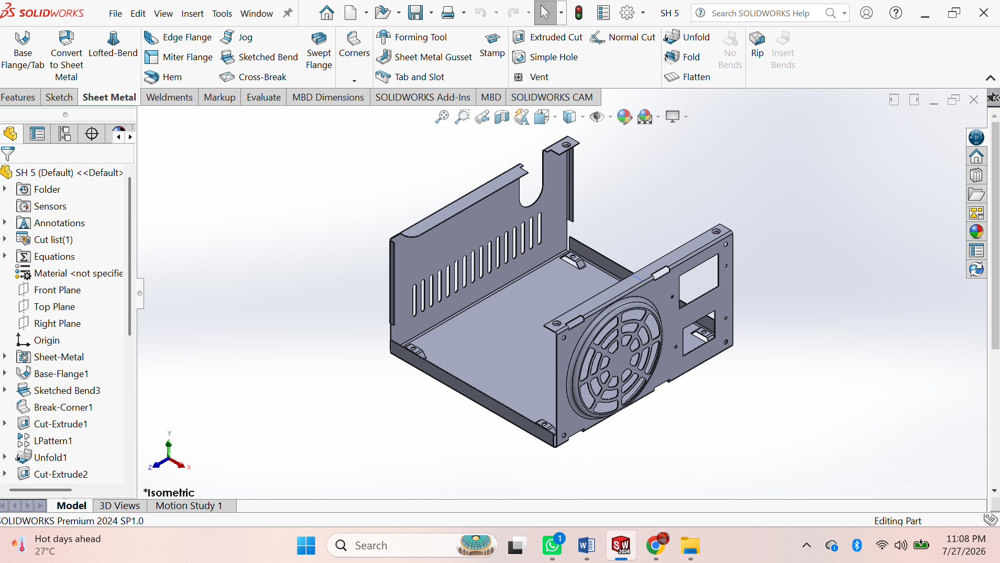 SOLIDWORKS
File Edit View Insert Tools Window
SH 5
Search SOLIDWORKS Help
Base Flange/Tab
Convert to Sheet Metal
Lofted-Bend
Edge Flange
Miter Flange
Hem
Jog
Sketched Bend
Cross-Break
Swept Flange
Corners
Forming Tool
Sheet Metal Gusset
Tab and Slot
Stamp
Extruded Cut
Simple Hole
Vent
Normal Cut
Unfold
Fold
Flatten
No Bends
Rip
Insert Bends
Features Sketch Sheet Metal Weldments Markup Evaluate MBD Dimensions SOLIDWORKS Add-Ins MBD SOLIDWORKS CAM
SH 5 (Default) <<Default>
Folder
Sensors
Annotations
Cut list(1)
Equations
Material <not specifie
Front Plane
Top Plane
Right Plane
Origin
Sheet-Metal
Base-Flange1
Sketched Bend3
Break-Corner1
Cut-Extrude1
LPattern1
Unfold1
Cut-Extrude2
Y
Z
X
*Isometric
Model 3D Views Motion Study 1
SOLIDWORKS Premium 2024 SP1.0
Editing Part
Hot days ahead
27°C
Search
1
W
SW
2024
11:08 PM
7/27/2026